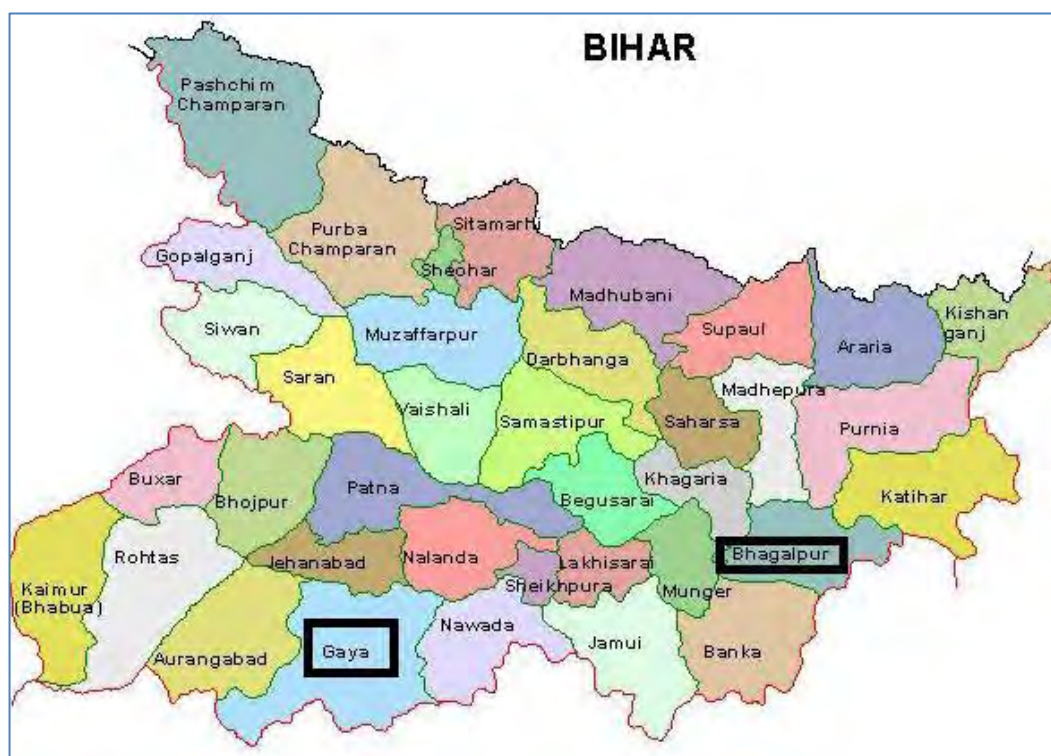 BIHAR
Pashchim
Champaran
Purba
Champaran
Sitamarhi
Gopalganj
Sheohar
Madhubani
Siwan
Muzaffarpur
Supaul
Kishan
ganj
Araria
Darbhanga
Saran
Madhepura
Vaishali
Samastipur
Saharsa
Purnia
Buxar
Bhojpur
Patna
Begusarai
Khagaria
Katihar
Rohtas
Jehanabad
Nalanda
Lakhisarai
Bhagalpur
Kaimur
(Bhabua)
Sheikhpura
Munger
Nawada
Jamui
Banka
Aurangabad
Gaya